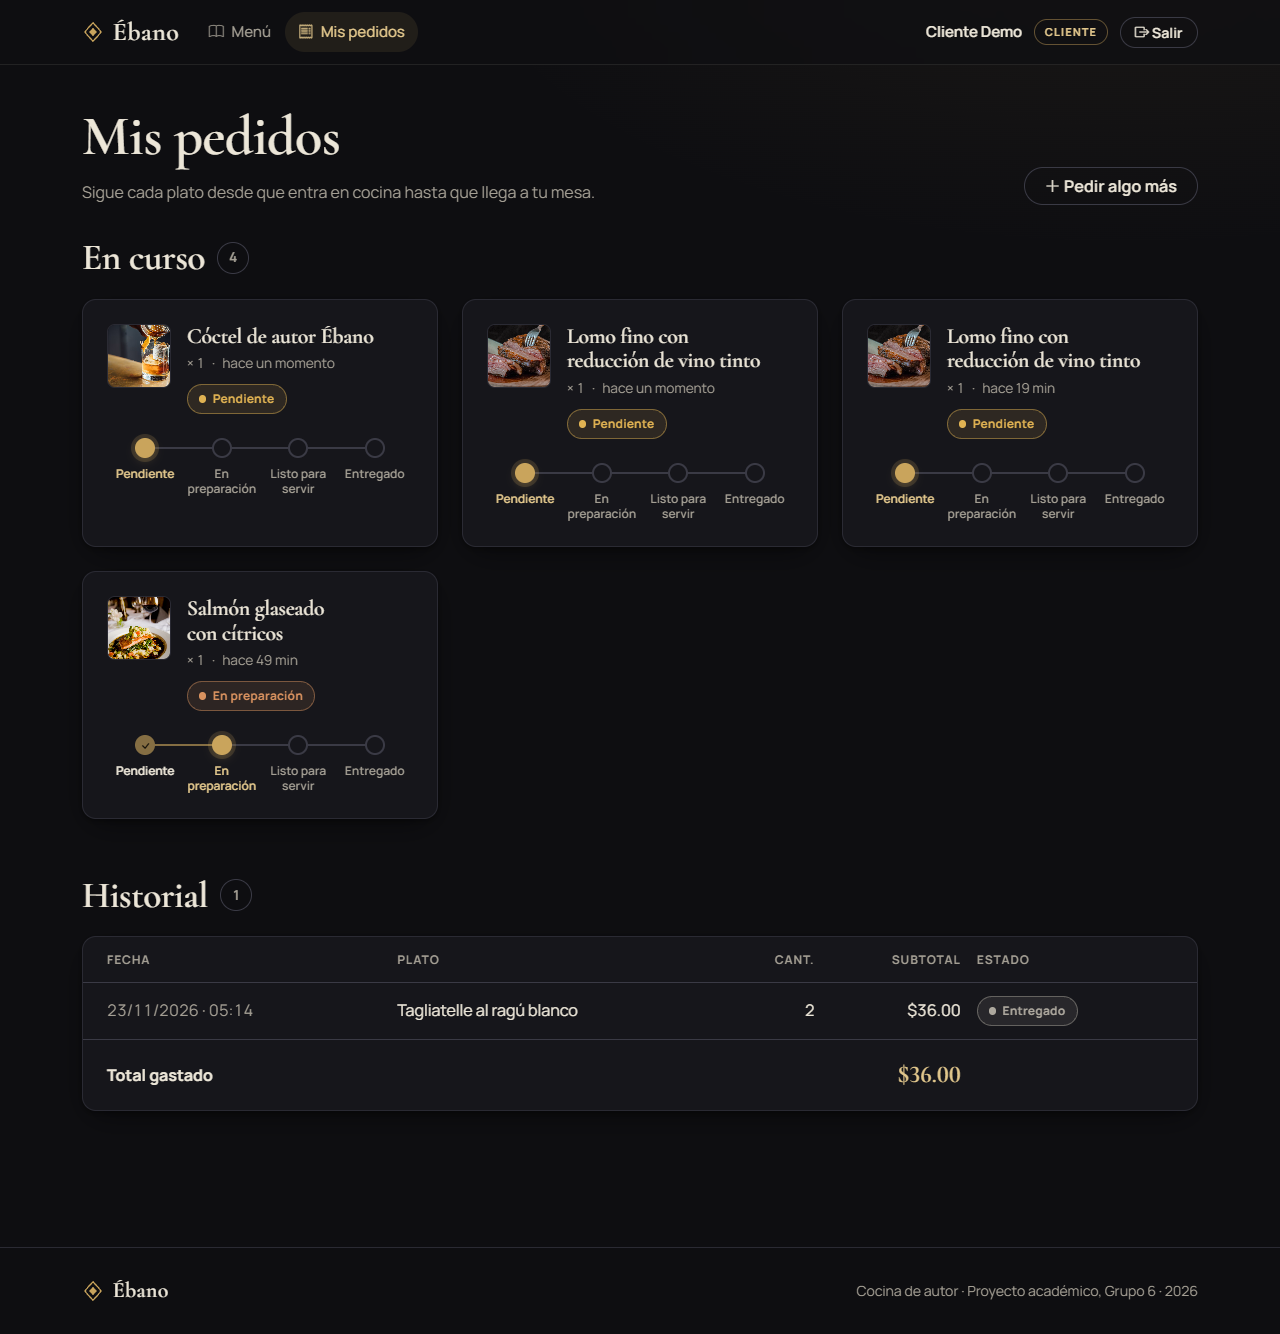 Ébano
Menú
Mis pedidos
Cliente Demo
CLIENTE
Salir
Mis pedidos
Sigue cada plato desde que entra en cocina hasta que llega a tu mesa.
+ Pedir algo más
En curso 4
Cóctel de autor Ébano
× 1 · hace un momento
Pendiente
Pendiente
En
preparación
Listo para
servir
Entregado
Lomo fino con
reducción de vino tinto
× 1 · hace un momento
Pendiente
Pendiente
En
preparación
Listo para
servir
Entregado
Lomo fino con
reducción de vino tinto
× 1 · hace 19 min
Pendiente
Pendiente
En
preparación
Listo para
servir
Entregado
Salmón glaseado
con cítricos
× 1 · hace 49 min
En preparación
Pendiente
En
preparación
Listo para
servir
Entregado
Historial 1
FECHA PLATO CANT. SUBTOTAL ESTADO
23/11/2026 · 05:14 Tagliatelle al ragú blanco 2 $36.00 Entregado
Total gastado $36.00
Ébano
Cocina de autor · Proyecto académico, Grupo 6 · 2026